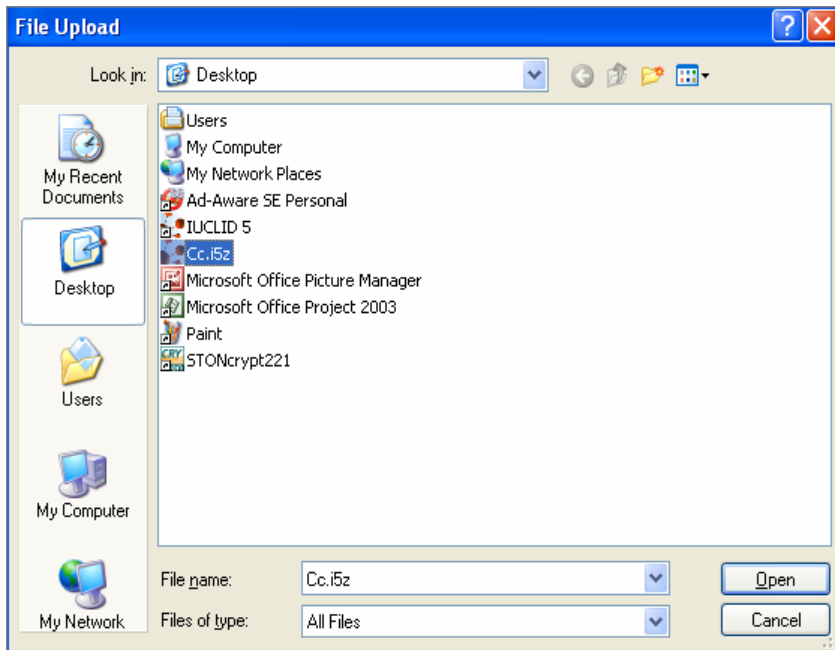 File Upload
Look in:
Desktop
My Recent
Documents
Desktop
Users
My Computer
My Network
Users
My Computer
My Network Places
Ad-Aware SE Personal
IUCLID 5
Cc.i5z
Microsoft Office Picture Manager
Microsoft Office Project 2003
Paint
STONcrypt221
File name:
Cc.i5z
Open
Files of type:
All Files
Cancel